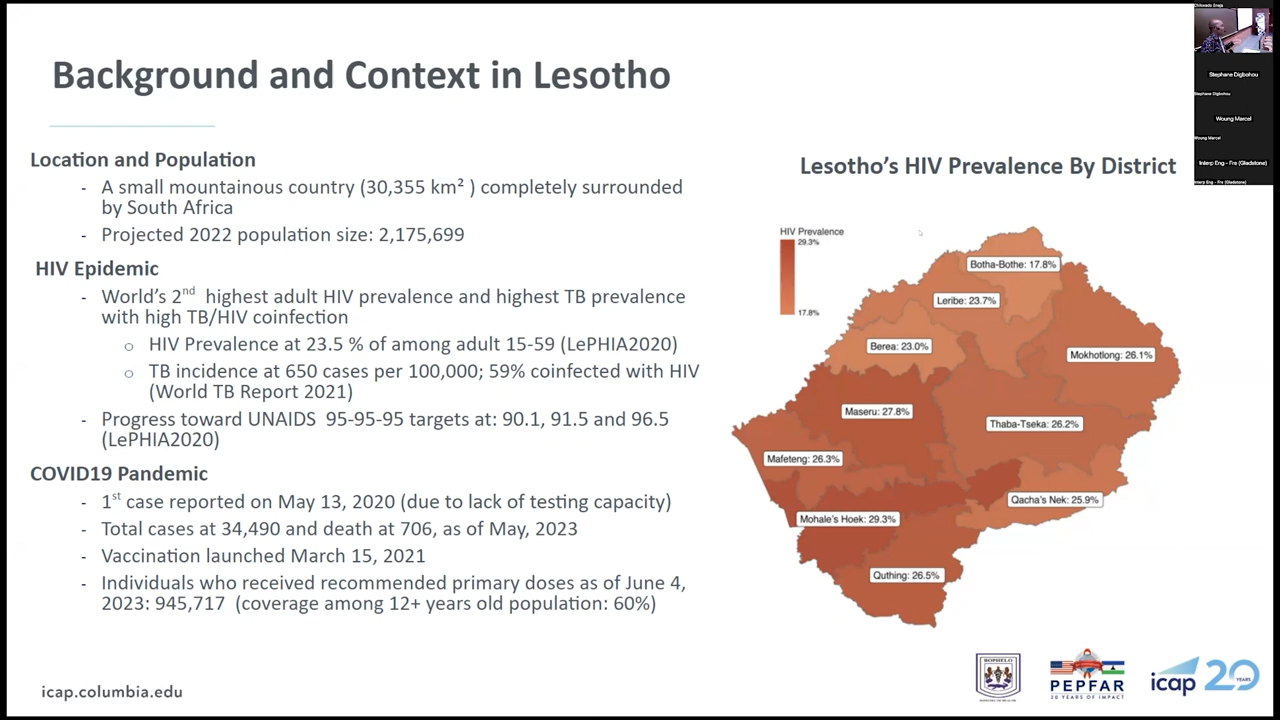 Background and Context in Lesotho
Location and Population
- A small mountainous country (30,355 km² ) completely surrounded
by South Africa
- Projected 2022 population size: 2,175,699
HIV Epidemic
- World's 2nd highest adult HIV prevalence and highest TB prevalence
with high TB/HIV coinfection
o HIV Prevalence at 23.5 % of among adult 15-59 (LePHIA2020)
o TB incidence at 650 cases per 100,000; 59% coinfected with HIV
(World TB Report 2021)
- Progress toward UNAIDS 95-95-95 targets at: 90.1, 91.5 and 96.5
(LePHIA2020)
COVID19 Pandemic
- 1st case reported on May 13, 2020 (due to lack of testing capacity)
- Total cases at 34,490 and death at 706, as of May, 2023
- Vaccination launched March 15, 2021
- Individuals who received recommended primary doses as of June 4,
2023: 945,717 (coverage among 12+ years old population: 60%)
icap.columbia.edu
Lesotho's HIV Prevalence By District
HIV Prevalence
29.3%
17.8%
Botha-Bothe: 17.8%
Leribe: 23.7%
Berea: 23.0%
Mokhotlong: 26.1%
Maseru: 27.8%
Thaba-Tseka: 26.2%
Mafeteng: 26.3%
Qacha's Nek: 25.9%
Mohale's Hoek: 29.3%
Quthing: 26.5%
BOPHELO
PEPFAR
20 YEARS OF IMPACT
icap 20
YEARS
Stephane Digbohou
Stephane Digbohou
Woung Marcel
Woung Marcel
Interp Eng - Fre (Gladstone)
Interp Eng - Fre (Gladstone)